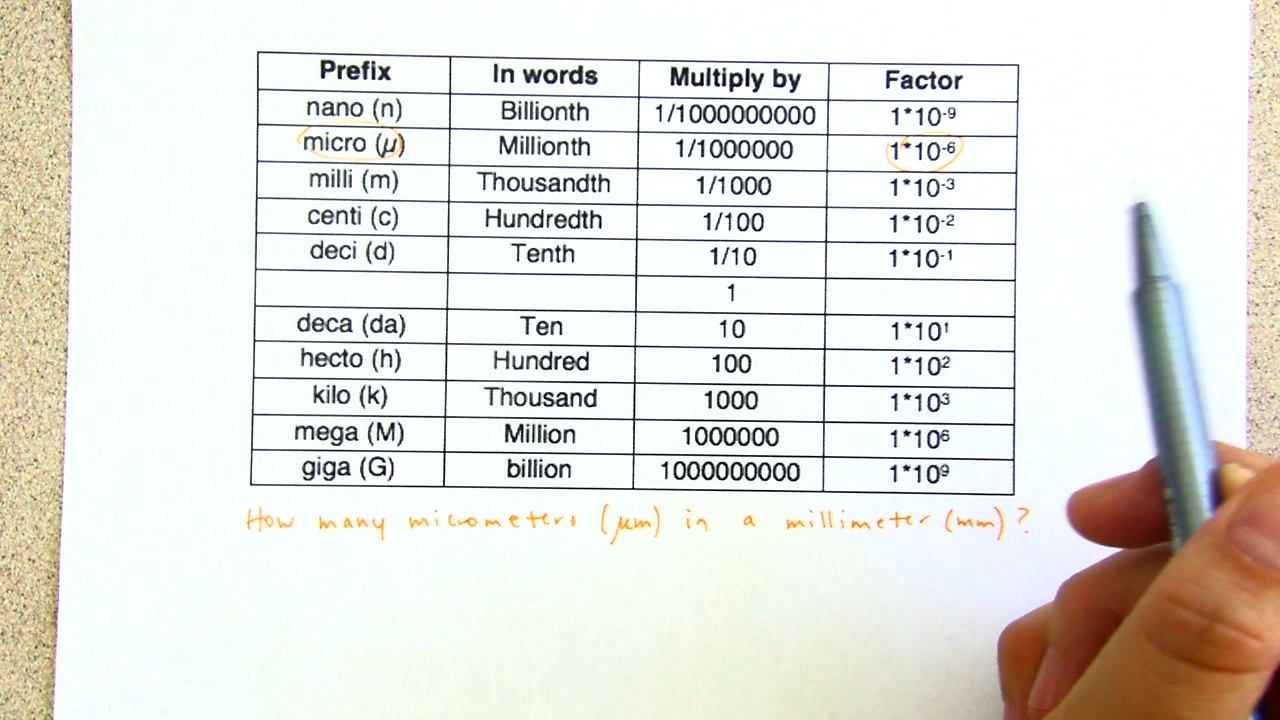 Prefix In words Multiply by Factor
nano (n) Billionth 1/1000000000 1*10⁻⁹
micro (μ) Millionth 1/1000000 1*10⁻⁶
milli (m) Thousandth 1/1000 1*10⁻³
centi (c) Hundredth 1/100 1*10⁻²
deci (d) Tenth 1/10 1*10⁻¹
1
deca (da) Ten 10 1*10¹
hecto (h) Hundred 100 1*10²
kilo (k) Thousand 1000 1*10³
mega (M) Million 1000000 1*10⁶
giga (G) billion 1000000000 1*10⁹
How many micrometers (μm) in a millimeter (mm)?